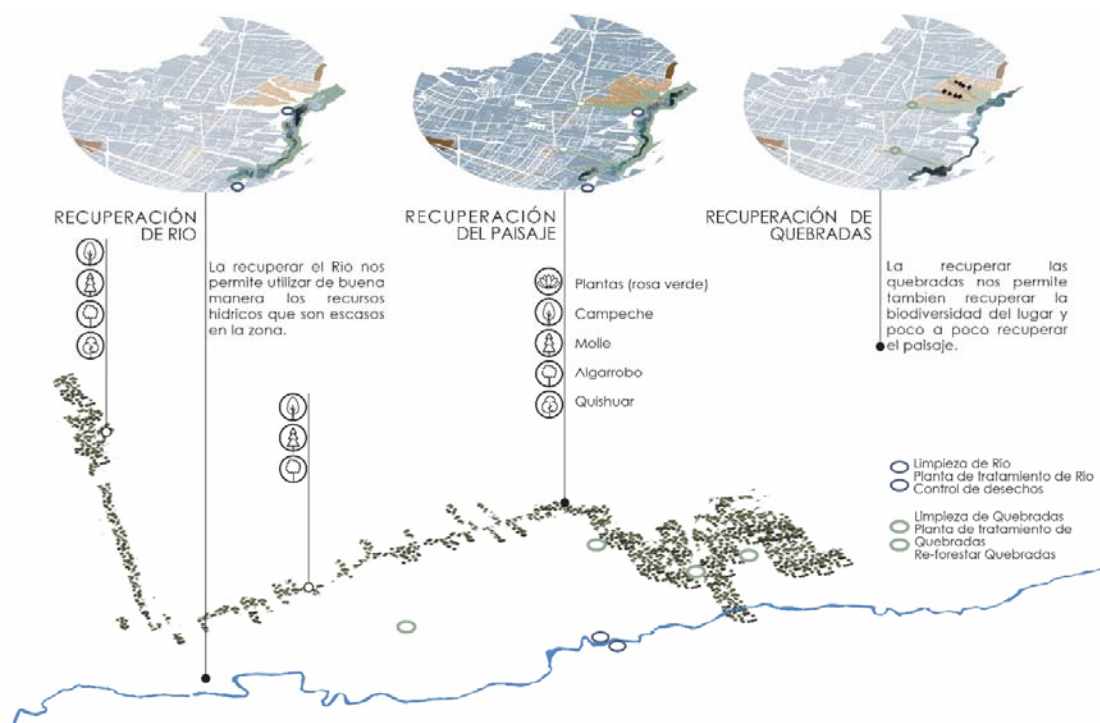 RECUPERACIÓN
DE RIO
La recuperar el Rio nos
permite utilizar de buena
manera los recursos
hidricos que son escasos
en la zona.
RECUPERACIÓN
DEL PAISAJE
Plantas (rosa verde)
Campeche
Molle
Algarrobo
Quishuar
RECUPERACIÓN DE
QUEBRADAS
La recuperar las
quebradas nos permite
tambien recuperar la
biodiversidad del lugar y
poco a poco recuperar
el paisaje.
Limpieza de Río
Planta de tratamiento de Rio
Control de desechos
Limpieza de Quebradas
Planta de tratamiento de
Quebradas
Re-forestar Quebradas